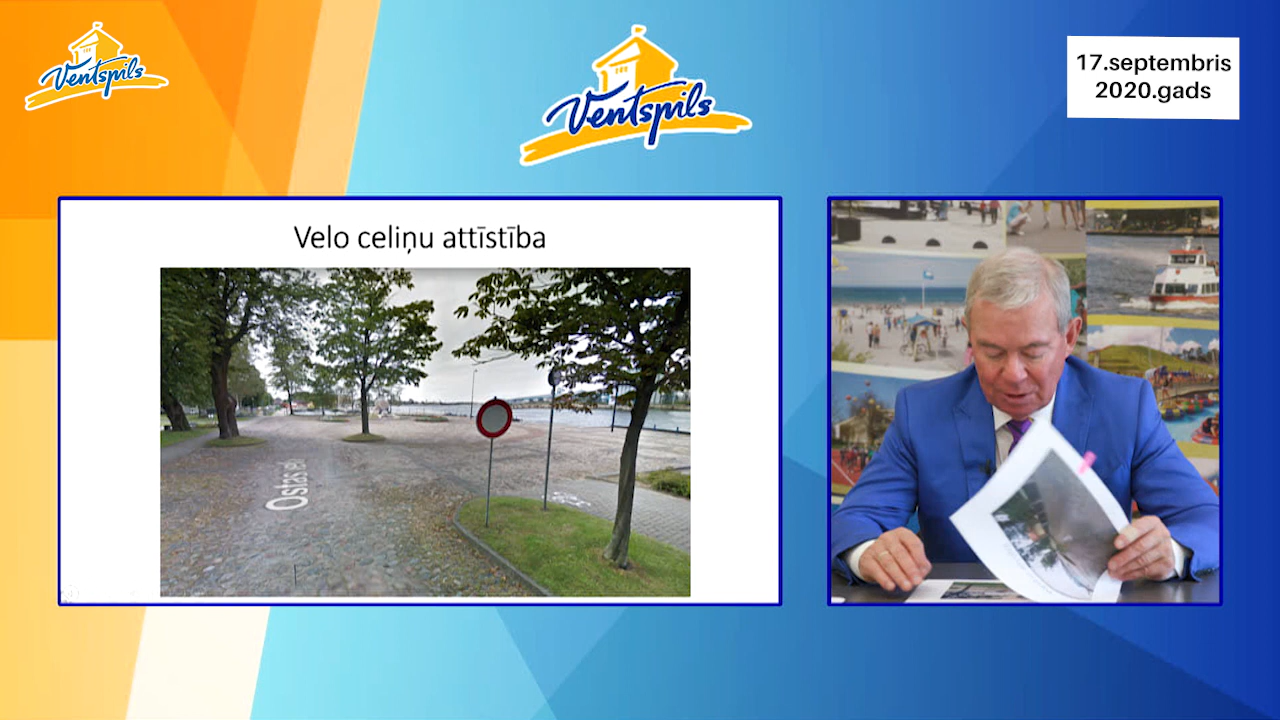 Ventspils
Ventspils
17.septembris
2020.gads
Velo celiņu attīstība
Ostas iela